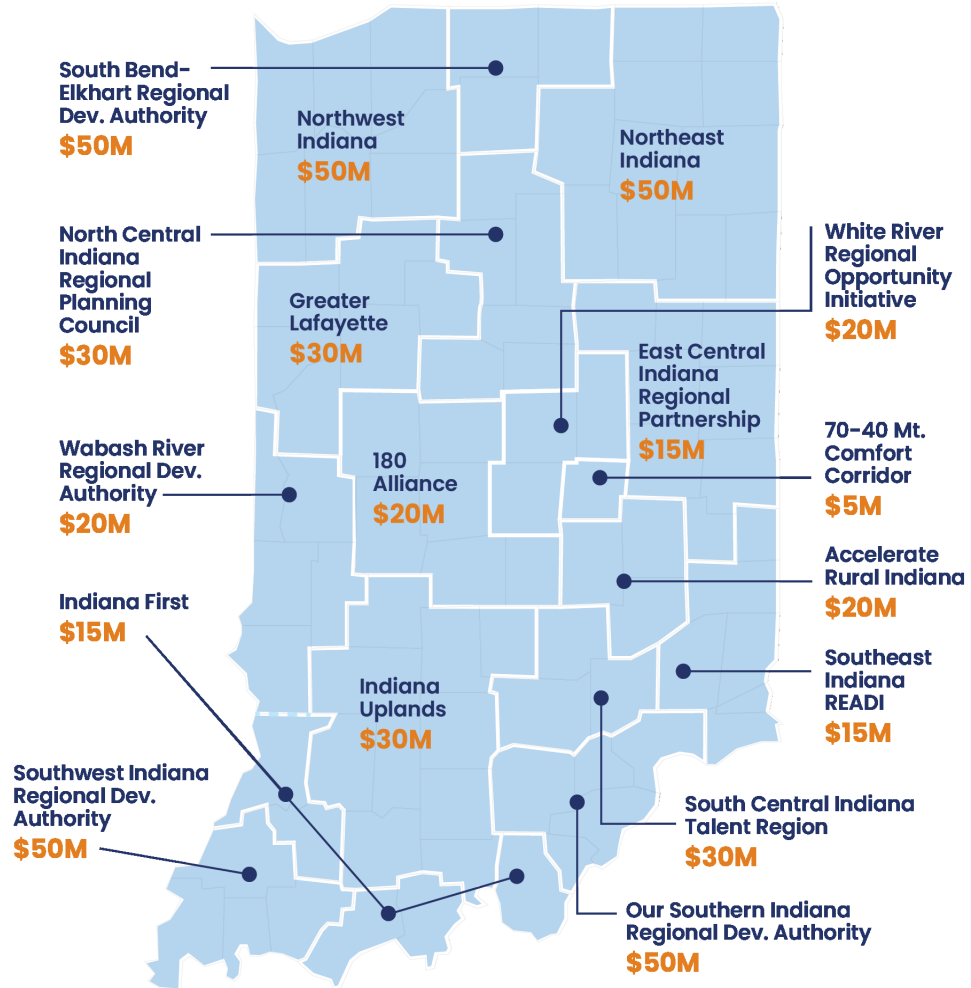 South Bend-
Elkhart Regional
Dev. Authority
$50M
Northwest
Indiana
$50M
Northeast
Indiana
$50M
North Central
Indiana
Regional
Planning
Council
$30M
White River
Regional
Opportunity
Initiative
$20M
Greater
Lafayette
$30M
East Central
Indiana
Regional
Partnership
$15M
Wabash River
Regional Dev.
Authority
$20M
180
Alliance
$20M
70-40 Mt.
Comfort
Corridor
$5M
Accelerate
Rural Indiana
$20M
Indiana First
$15M
Southeast
Indiana
READI
$15M
Indiana
Uplands
$30M
Southwest Indiana
Regional Dev.
Authority
$50M
South Central Indiana
Talent Region
$30M
Our Southern Indiana
Regional Dev. Authority
$50M